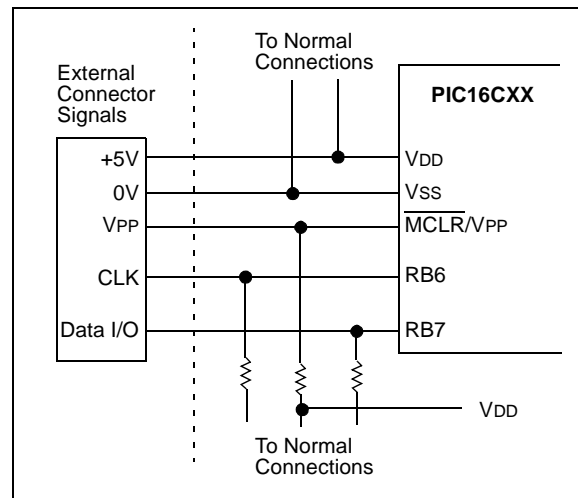 To Normal
Connections
External
Connector
Signals
PIC16CXX
+5V
VDD
0V
VSS
VPP
MCLR/VPP
CLK
RB6
Data I/O
RB7
VDD
To Normal
Connections